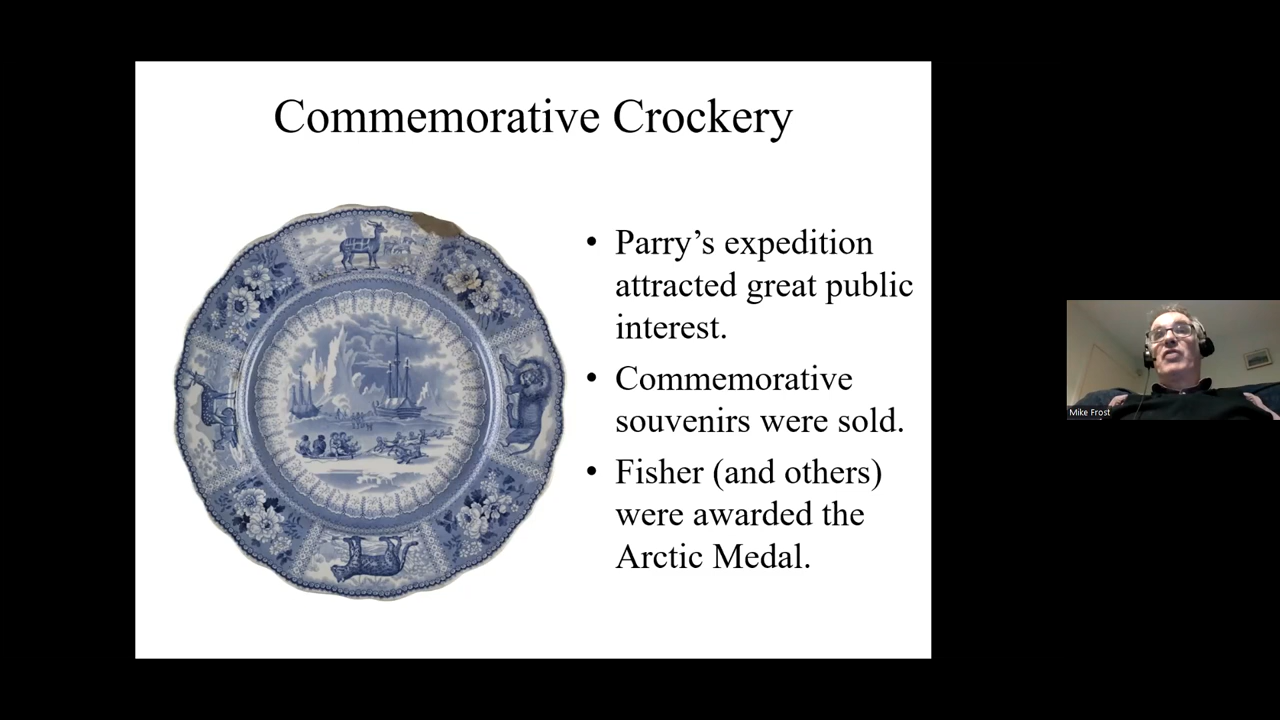 Commemorative Crockery
• Parry’s expedition
attracted great public
interest.
• Commemorative
souvenirs were sold.
• Fisher (and others)
were awarded the
Arctic Medal.
Mike Frost